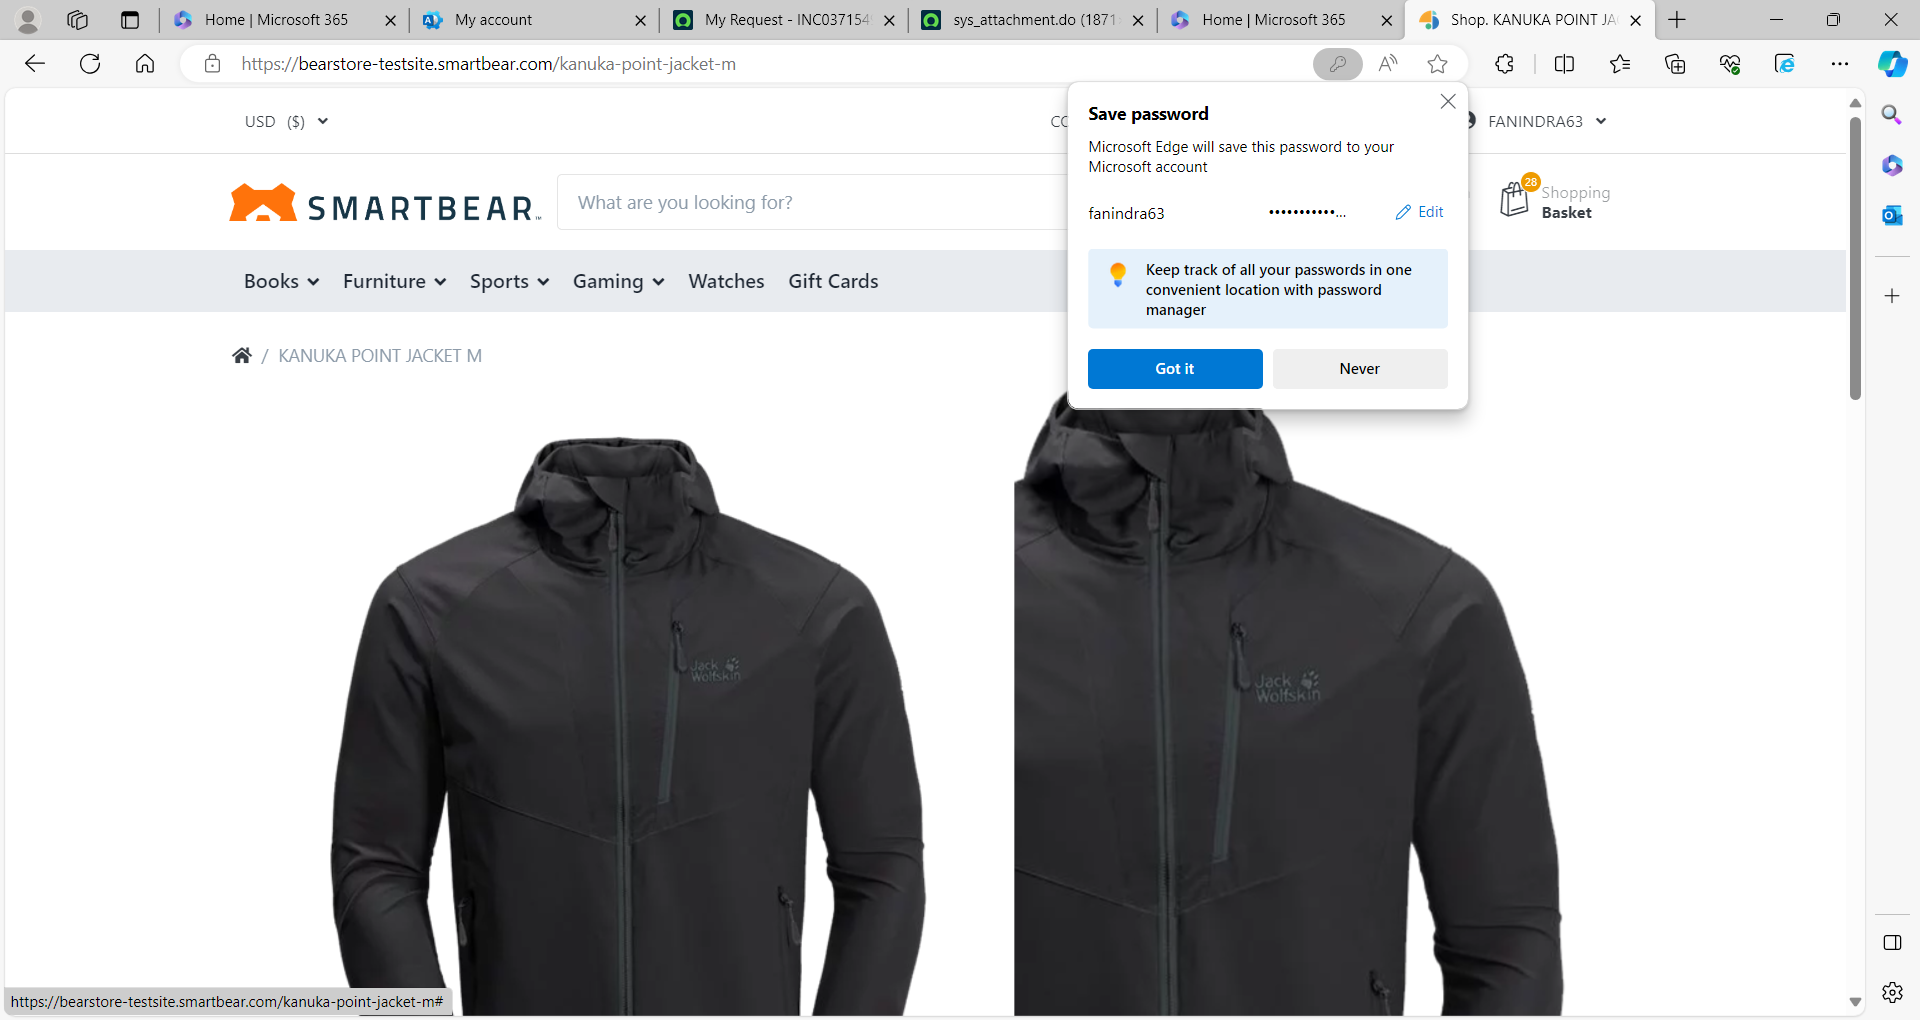 Home | Microsoft 365
My account
My Request - INC037154
sys_attachment.do (1871
Home | Microsoft 365
Shop. KANUKA POINT JA
https://bearstore-testsite.smartbear.com/kanuka-point-jacket-m
USD ($)
FANINDRA63
SMARTBEAR
What are you looking for?
28
Shopping
Basket
Books
Furniture
Sports
Gaming
Watches
Gift Cards
/ KANUKA POINT JACKET M
Save password
Microsoft Edge will save this password to your
Microsoft account
fanindra63
••••••••••••...
Edit
Keep track of all your passwords in one
convenient location with password
manager
Got it
Never
Jack
Wolfskin
Jack
Wolfskin
https://bearstore-testsite.smartbear.com/kanuka-point-jacket-m#